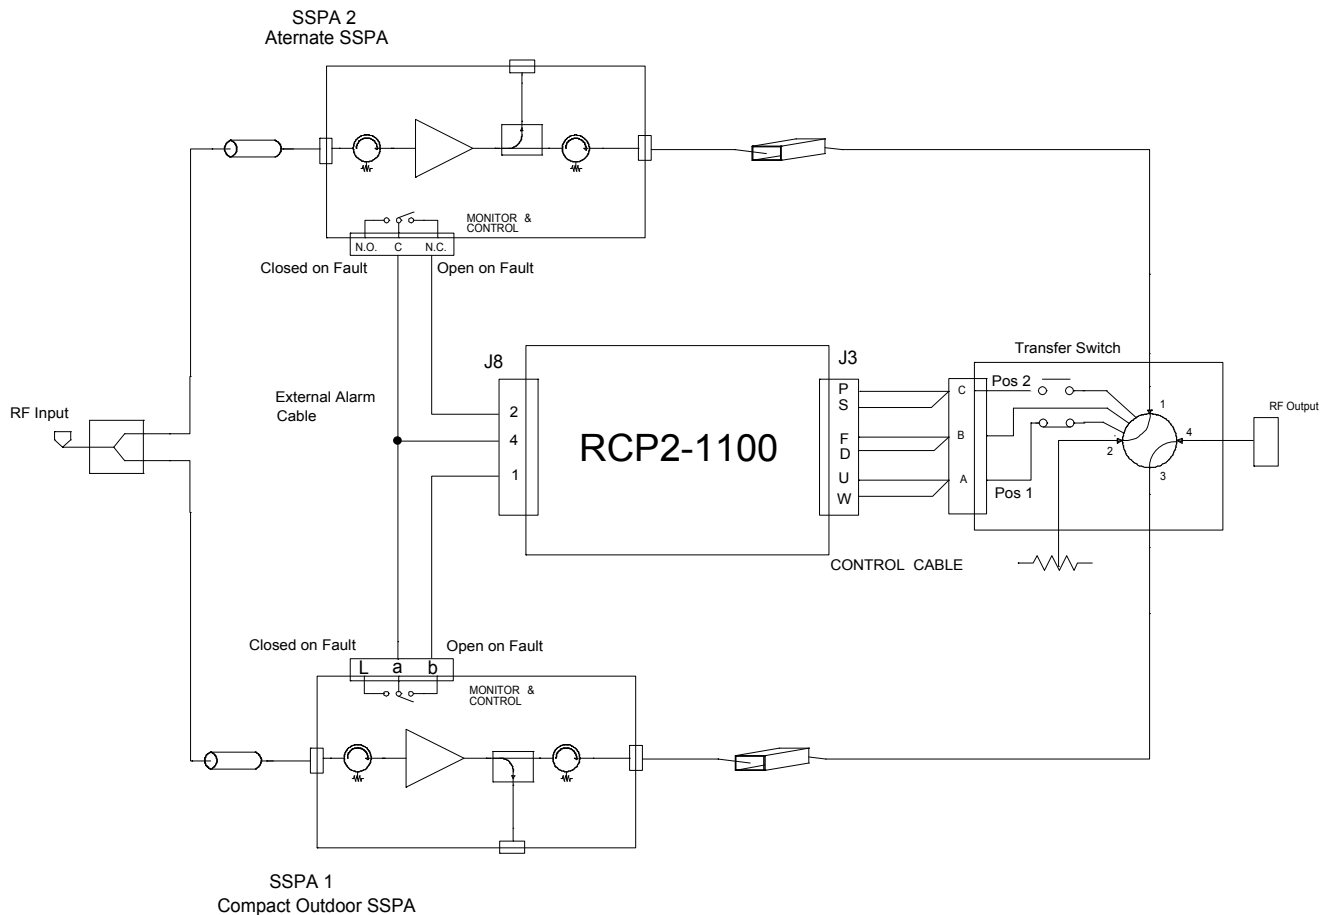 SSPA 2
Aternate SSPA
MONITOR &
CONTROL
N.O. C N.C.
Closed on Fault
Open on Fault
J8
J3
Transfer Switch
External Alarm
Cable
RF Input
2
4
1
RCP2-1100
P
S
F
D
U
W
C
B
A
Pos 2
Pos 1
1
2
3
4
RF Output
CONTROL CABLE
Closed on Fault
Open on Fault
L a b
MONITOR &
CONTROL
SSPA 1
Compact Outdoor SSPA